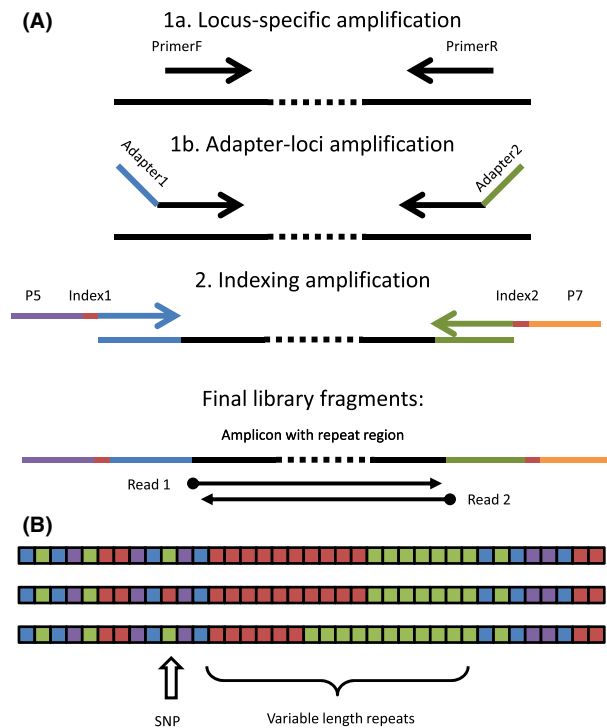 (A)
1a. Locus-specific amplification
PrimerF
PrimerR
1b. Adapter-loci amplification
Adapter1
Adapter2
2. Indexing amplification
P5
Index1
Index2
P7
Final library fragments:
Amplicon with repeat region
Read 1
Read 2
(B)
SNP
Variable length repeats